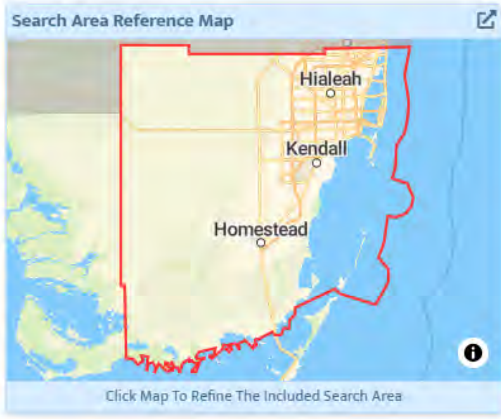 Search Area Reference Map
Hialeah
Kendall
Homestead
Click Map To Refine The Included Search Area